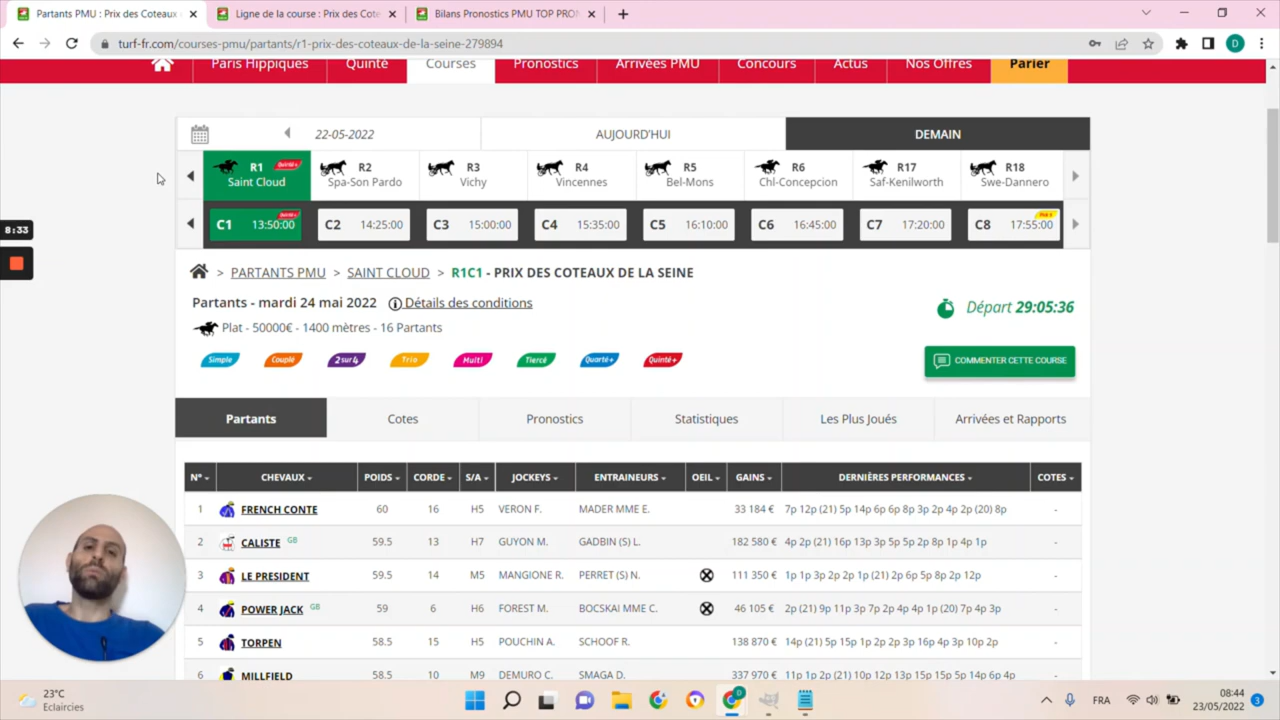 Partants PMU : Prix des Coteaux
Ligne de la course : Prix des Cote
Bilans Pronostics PMU TOP PRON
turf-fr.com/courses-pmu/partants/r1-prix-des-coteaux-de-la-seine-279894
D
Paris Hippiques Quinté Courses Pronostics Arrivées PMU Concours Actus Nos Offres Parier
22-05-2022 AUJOURD'HUI DEMAIN
R1 Quinté+ R2 R3 R4 R5 R6 R17 R18
Saint Cloud Spa-Son Pardo Vichy Vincennes Bel-Mons Chl-Concepcion Saf-Kenilworth Swe-Dannero
C1 13:50:00 Quinté+ C2 14:25:00 C3 15:00:00 C4 15:35:00 C5 16:10:00 C6 16:45:00 C7 17:20:00 C8 17:55:00
8:33
> PARTANTS PMU > SAINT CLOUD > R1C1 - PRIX DES COTEAUX DE LA SEINE
Partants - mardi 24 mai 2022 Détails des conditions
Départ 29:05:36
Plat - 50000€ - 1400 mètres - 16 Partants
Simple Couplé 2 sur 4 Trio Multi Tiercé Quarté+ Quinté+
COMMENTER CETTE COURSE
Partants Cotes Pronostics Statistiques Les Plus Joués Arrivées et Rapports
N° CHEVAUX POIDS CORDE S/A JOCKEYS ENTRAINEURS OEIL GAINS DERNIÈRES PERFORMANCES COTES
1 FRENCH CONTE 60 16 H5 VERON F. MADER MME E. 33 184 € 7p 12p (21) 5p 14p 6p 6p 8p 3p 2p 4p 2p (20) 8p -
2 CALISTE GB 59.5 13 H7 GUYON M. GADBIN (S) L. 182 580 € 4p 2p (21) 16p 13p 3p 5p 5p 2p 8p 1p 4p 1p -
3 LE PRESIDENT 59.5 14 M5 MANGIONE R. PERRET (S) N. 111 350 € 1p 1p 3p 2p 2p 1p (21) 2p 6p 5p 8p 2p 12p -
4 POWER JACK GB 59 6 H6 FOREST M. BOCSKAI MME C. 46 105 € 2p (21) 9p 11p 3p 7p 2p 4p 4p 1p (20) 7p 4p 3p -
5 TORPEN 58.5 15 H5 POUCHIN A. SCHOOF R. 138 870 € 14p (21) 5p 15p 1p 2p 2p 3p 16p 4p 3p 10p 2p -
6 MILLFIELD 58.5 10 M9 DEMURO C. SMAGA D. 337 970 € 11p 1p 2p (21) 10p 12p 13p 15p 15p 5p 1p 7p -
23°C
Eclaircies
FRA
08:44
23/05/2022
3